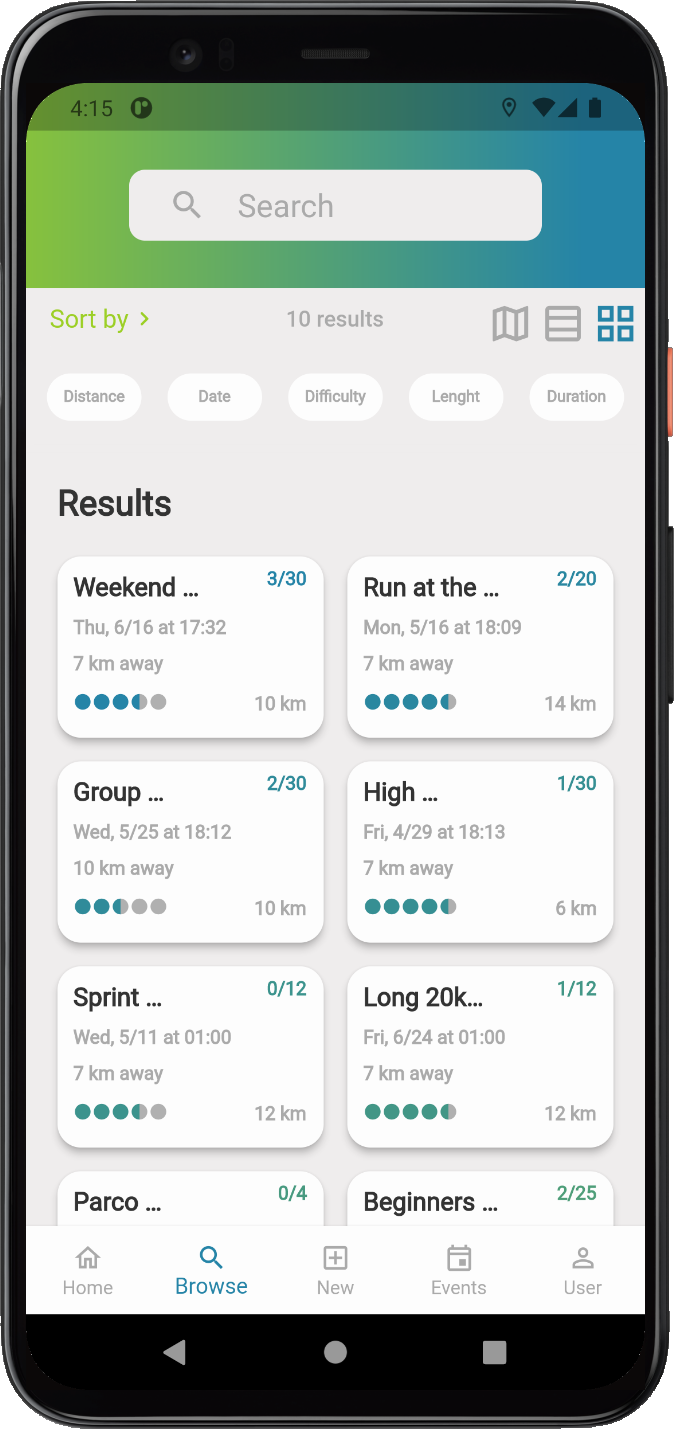 4:15
Search
Sort by
10 results
Distance Date Difficulty Lenght Duration
Results
Weekend ... 3/30
Thu, 6/16 at 17:32
7 km away
10 km
Run at the ... 2/20
Mon, 5/16 at 18:09
7 km away
14 km
Group ... 2/30
Wed, 5/25 at 18:12
10 km away
10 km
High ... 1/30
Fri, 4/29 at 18:13
7 km away
6 km
Sprint ... 0/12
Wed, 5/11 at 01:00
7 km away
12 km
Long 20k... 1/12
Fri, 6/24 at 01:00
7 km away
12 km
Parco ... 0/4
Beginners ... 2/25
Home Browse New Events User